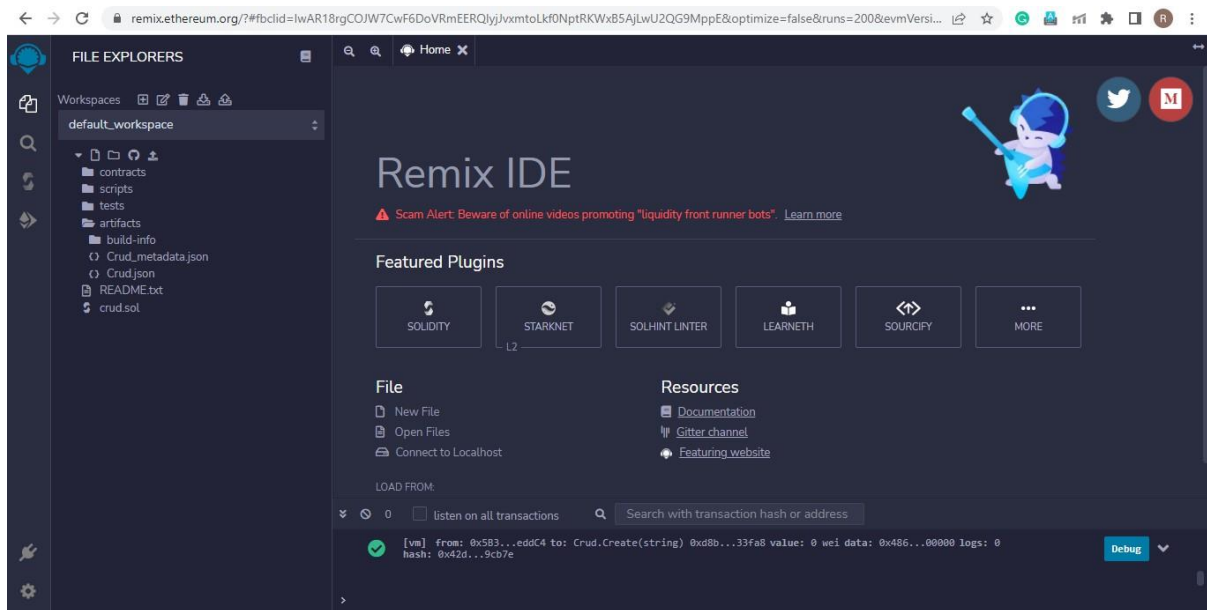 remix.ethereum.org/?#fbclid=IwAR18rgCOJW7CwF6DoVRmEERQlyjJvxmtoLkf0NptRKWxB5AjLwU2QG9MppE&optimize=false&runs=200&evmVersi...
R
FILE EXPLORERS
Home
Workspaces
default_workspace
contracts
scripts
tests
artifacts
build-info
Crud_metadata.json
Crud.json
README.txt
crud.sol
M
Remix IDE
Scam Alert: Beware of online videos promoting "liquidity front runner bots". Learn more
Featured Plugins
SOLIDITY
STARKNET
L2
SOLHINT LINTER
LEARNETH
SOURCIFY
MORE
File
New File
Open Files
Connect to Localhost
LOAD FROM:
Resources
Documentation
Gitter channel
Featuring website
0 listen on all transactions Search with transaction hash or address
[vm] from: 0x5B3...eddC4 to: Crud.Create(string) 0xd8b...33fa8 value: 0 wei data: 0x486...00000 logs: 0
hash: 0x42d...9cb7e
Debug
>